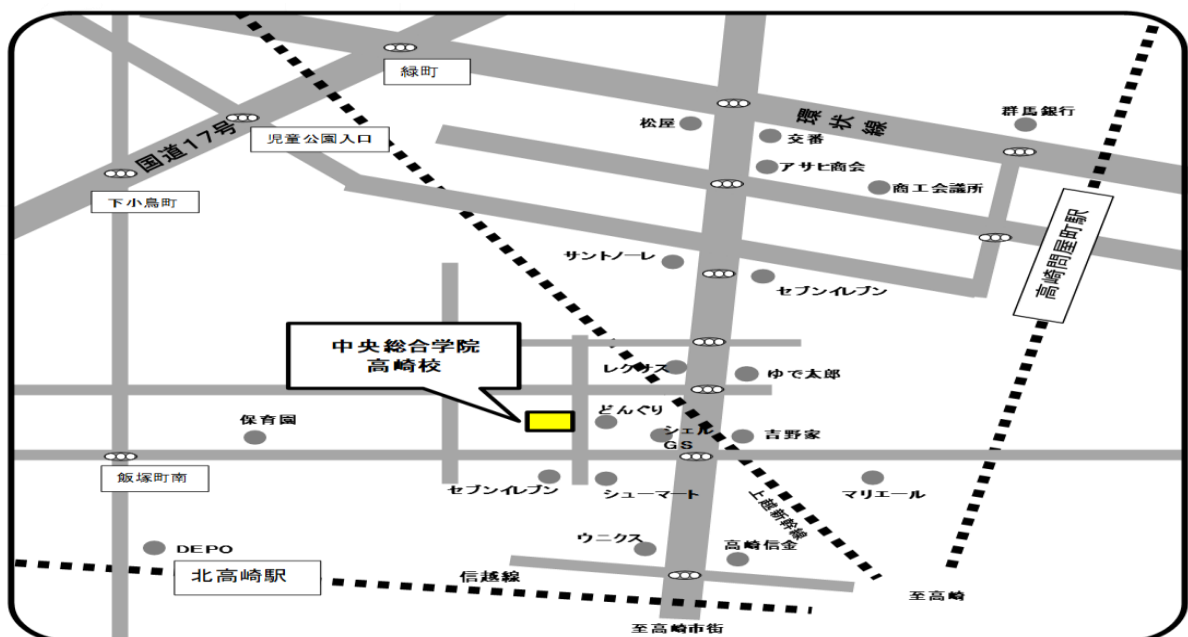 緑町
国道17号
児童公園入口
下小鳥町
松屋
環状線
群馬銀行
交番
アサヒ商会
商工会議所
高崎問屋町駅
サントノーレ
セブンイレブン
中央総合学院
高崎校
レクサス
ゆで太郎
どんぐり
保育園
シェル
GS
吉野家
飯塚町南
セブンイレブン
シューマート
マリエール
上越新幹線
DEPO
北高崎駅
ウニクス
高崎信金
信越線
至高崎
至高崎市街